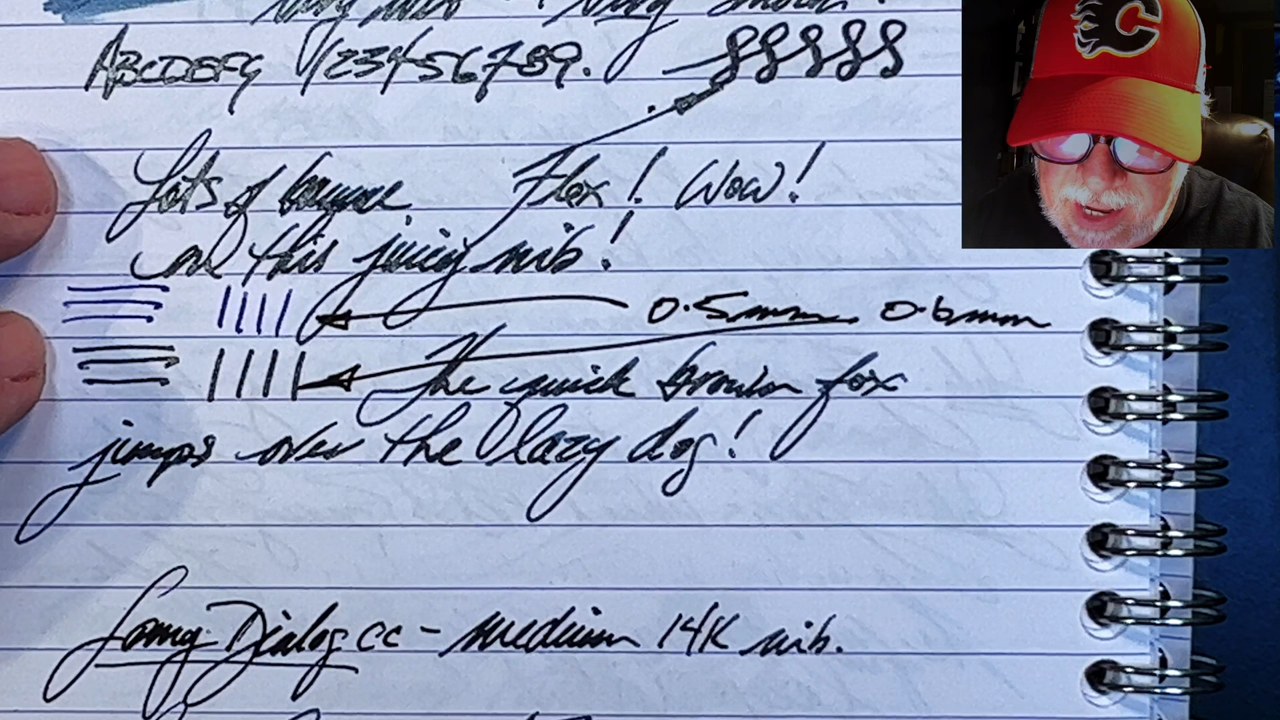 ABCDEFG 123456789.
Lots of bounce. Flex! Wow!
on this juicy nib!
0.5mm 0.6mm
The quick brown fox
jumps over the lazy dog!
Lamy Dialog cc - medium 14K nib.
C